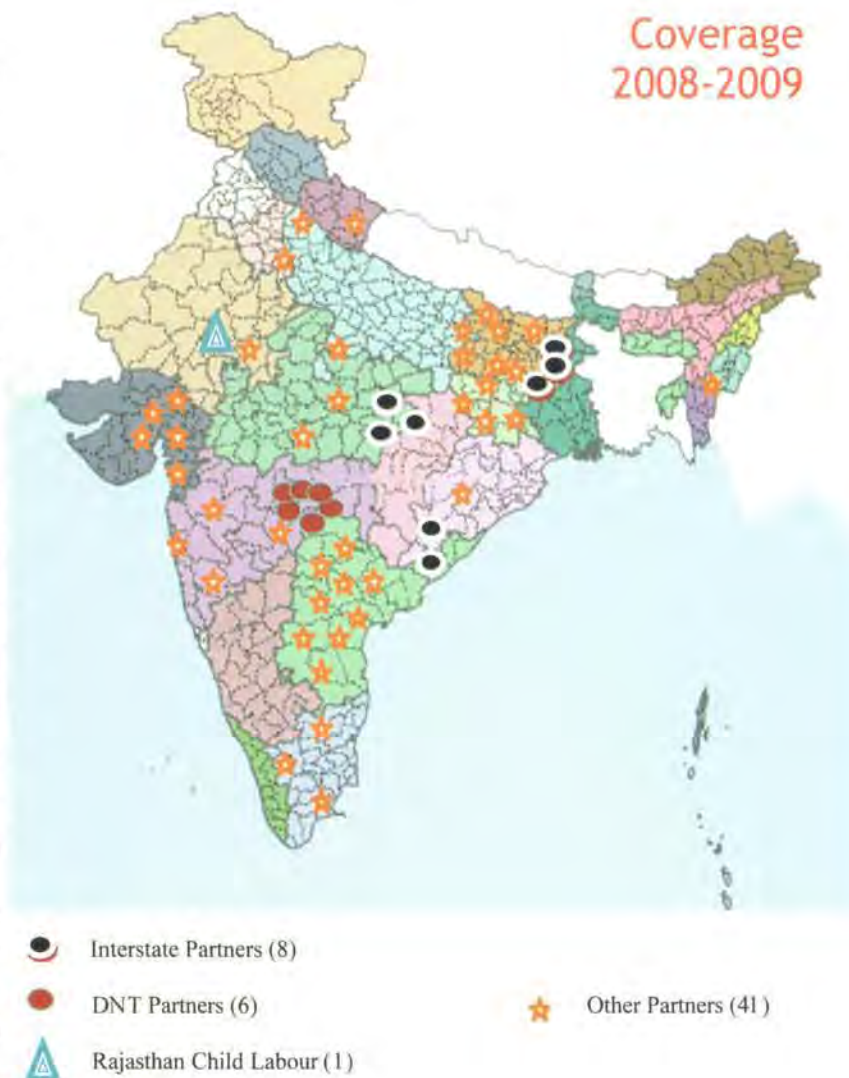 Coverage
2008-2009
Interstate Partners (8)
DNT Partners (6)
Other Partners (41)
Rajasthan Child Labour (1)